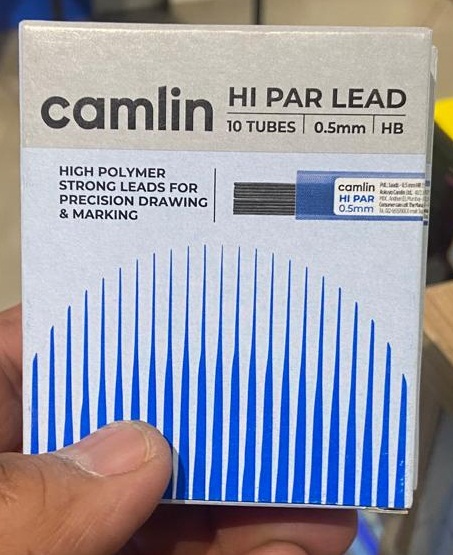 camlin
HI PAR LEAD
10 TUBES | 0.5mm | HB
HIGH POLYMER
STRONG LEADS FOR
PRECISION DRAWING
& MARKING
camlin
HI PAR
0.5mm